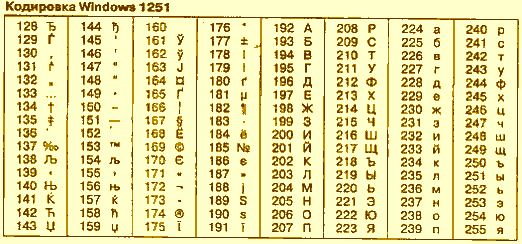 Кодировка Windows 1251
128 Ђ 144 ђ 160 176 ° 192 А 208 Р 224 а 240 р
129 Ѓ 145 ‘ 161 Ў 177 ± 193 Б 209 С 225 б 241 с
130 ‚ 146 ’ 162 ў 178 І 194 В 210 Т 226 в 242 т
131 ѓ 147 “ 163 Ј 179 і 195 Г 211 У 227 г 243 у
132 „ 148 ” 164 ¤ 180 ґ 196 Д 212 Ф 228 д 244 ф
133 … 149 • 165 Ґ 181 µ 197 Е 213 Х 229 е 245 х
134 † 150 – 166 ¦ 182 ¶ 198 Ж 214 Ц 230 ж 246 ц
135 ‡ 151 — 167 § 183 · 199 З 215 Ч 231 з 247 ч
136 152 168 Ё 184 ё 200 И 216 Ш 232 и 248 ш
137 ‰ 153 ™ 169 © 185 № 201 Й 217 Щ 233 й 249 щ
138 Љ 154 љ 170 Є 186 є 202 К 218 Ъ 234 к 250 ъ
139 ‹ 155 › 171 « 187 » 203 Л 219 Ы 235 л 251 ы
140 Њ 156 њ 172 ¬ 188 ј 204 М 220 Ь 236 м 252 ь
141 Ќ 157 ќ 173 - 189 Ѕ 205 Н 221 Э 237 н 253 э
142 Ћ 158 ћ 174 ® 190 ѕ 206 О 222 Ю 238 о 254 ю
143 Џ 159 џ 175 Ї 191 ї 207 П 223 Я 239 п 255 я